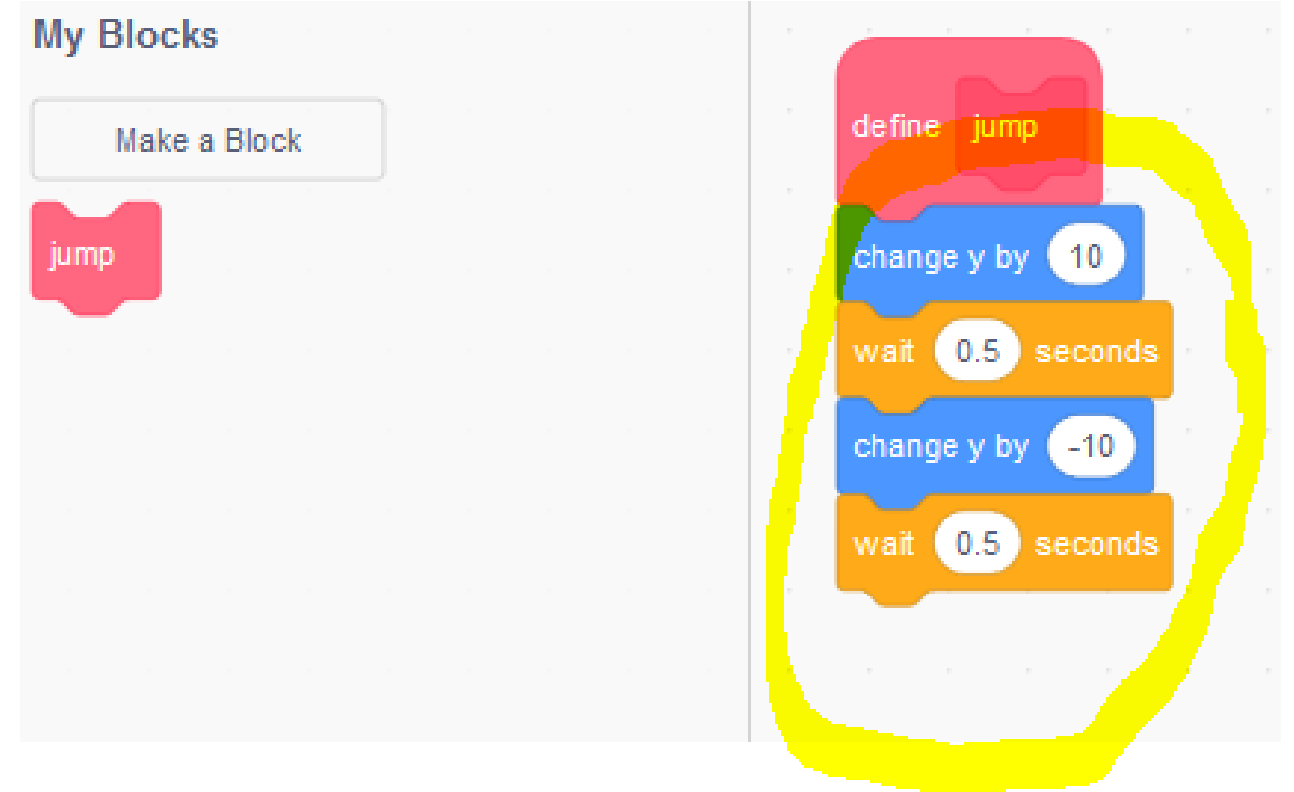 My Blocks
Make a Block
jump
define jump
change y by 10
wait 0.5 seconds
change y by -10
wait 0.5 seconds